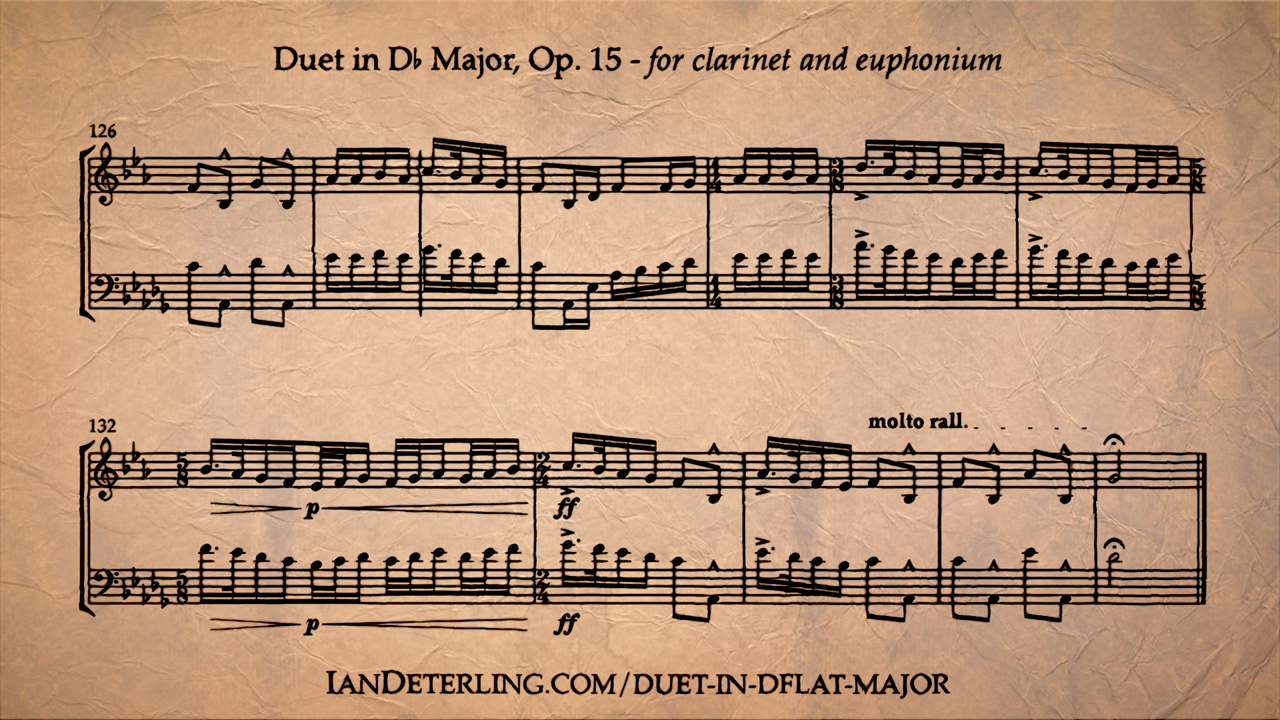 Duet in D♭ Major, Op. 15 - for clarinet and euphonium
126
132
molto rall.
p
ff
p
ff
IanDeterling.com/duet-in-dflat-major